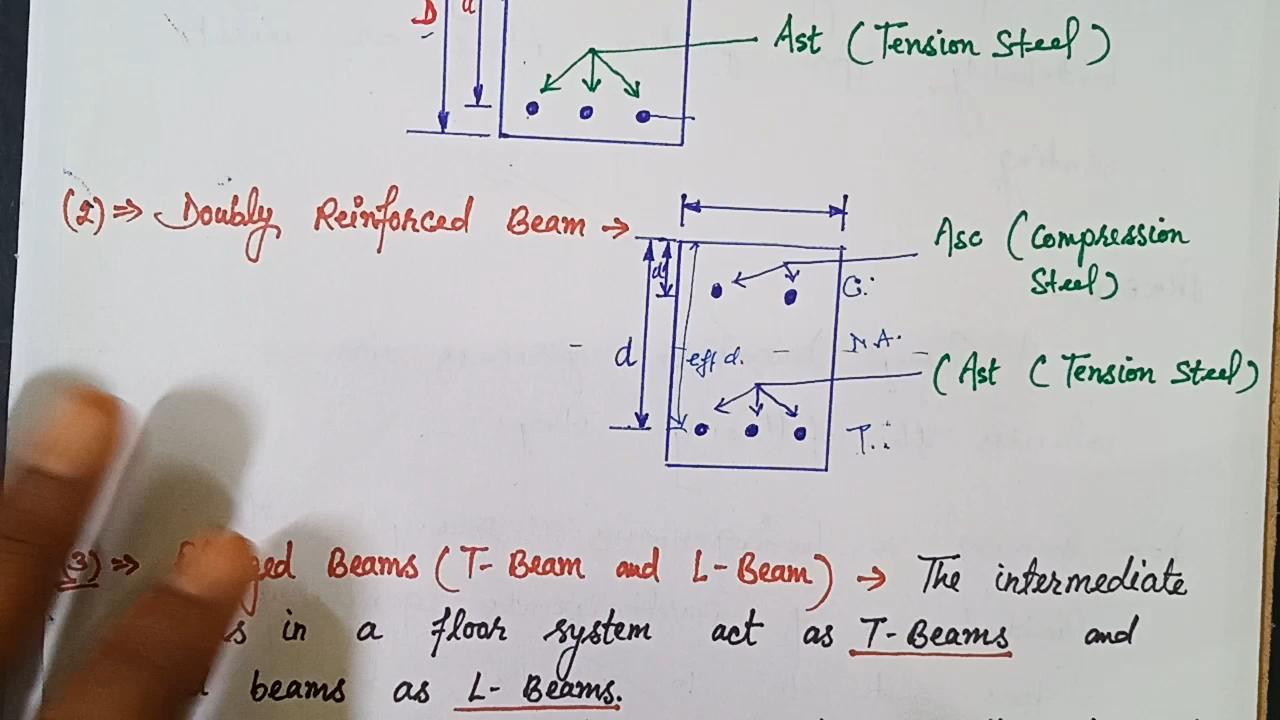 D d
Ast (Tension Steel)
(2)⇒ Doubly Reinforced Beam →
Asc (Compression
Steel)
d'
C.
d
eff d.
N.A.
(Ast (Tension Steel)
T.
(3)⇒ Beams (T-Beam and L-Beam) → The intermediate
in a floor system act as T-Beams and
beams as L-Beams.